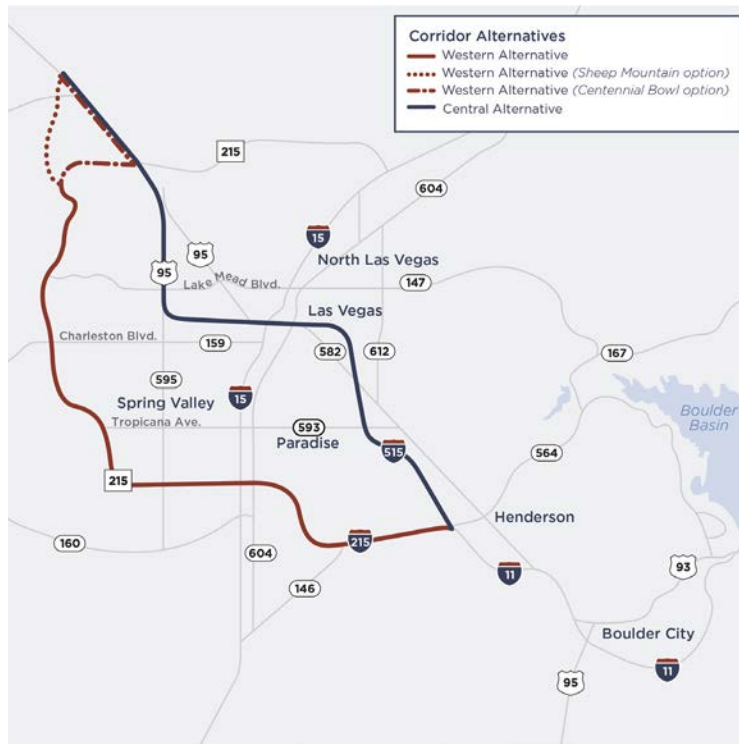 Corridor Alternatives
Western Alternative
Western Alternative (Sheep Mountain option)
Western Alternative (Centennial Bowl option)
Central Alternative
215
604
15
95
North Las Vegas
95
Lake Mead Blvd.
147
Las Vegas
Charleston Blvd.
159
582
612
167
595
15
Spring Valley
Boulder
Basin
Tropicana Ave.
593
Paradise
515
564
215
Henderson
160
604
215
146
11
93
Boulder City
11
95